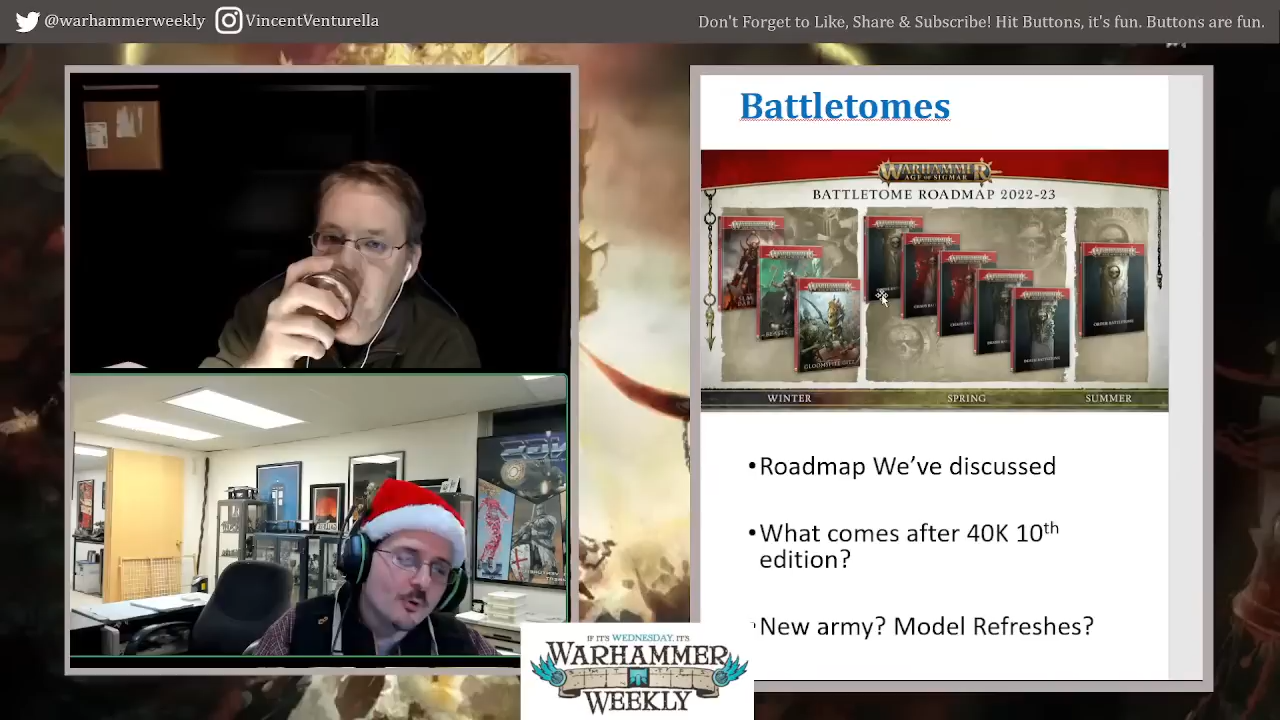 @warhammerweekly VincentVenturella
Don't Forget to Like, Share & Subscribe! Hit Buttons, it's fun. Buttons are fun.
Battletomes
WARHAMMER
AGE OF SIGMAR
BATTLETOME ROADMAP 2022-23
GLOOMSPITE GITZ
WINTER SPRING SUMMER
•Roadmap We've discussed
•What comes after 40K 10th
edition?
•New army? Model Refreshes?
IF IT'S WEDNESDAY, IT'S
WARHAMMER
WEEKLY